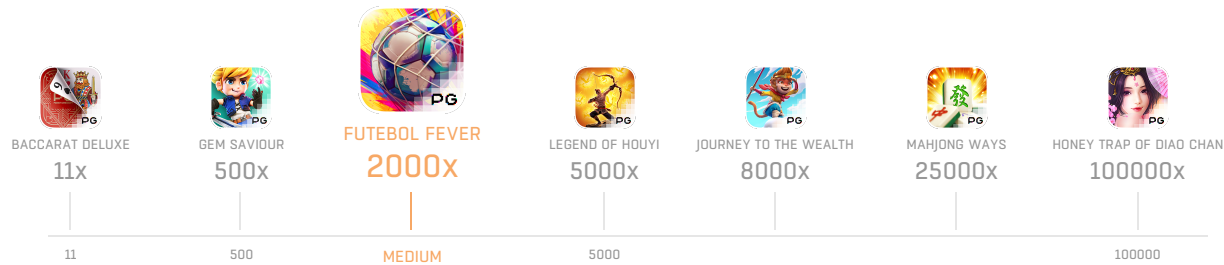 PG
PG
PG
PG
PG
PG
PG
BACCARAT DELUXE
11x
GEM SAVIOUR
500x
FUTEBOL FEVER
2000x
LEGEND OF HOUYI
5000x
JOURNEY TO THE WEALTH
8000x
發
MAHJONG WAYS
25000x
HONEY TRAP OF DIAO CHAN
100000x
11
500
MEDIUM
5000
100000